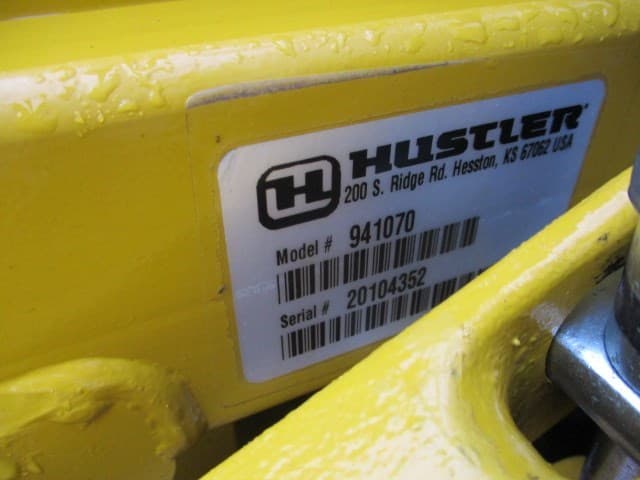 H HUSTLER
200 S. Ridge Rd. Hesston, KS 67062 USA
Model # 941070
Serial # 20104352